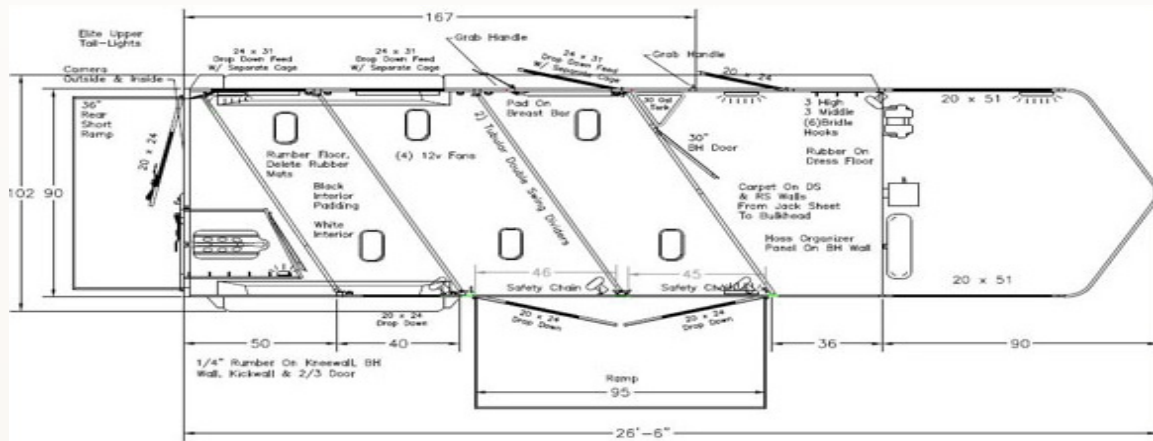 167
Elite Upper
Tail-Lights
Camera
Outside & Inside
24 x 31
Drop Down Feed
W/ Separate Cage
24 x 31
Drop Down Feed
W/ Separate Cage
Grab Handle
24 x 31
Drop Down Feed
W/ Separate Cage
Grab Handle
20 x 24
36"
Rear
Short
Ramp
20 x 24
102
90
Pad On
Breast Bar
30 Gal
Tank
30"
BH Door
3 High
3 Middle
(6)Bridle
Hooks
Rubber On
Dress Floor
20 x 51
Rumber Floor,
Delete Rubber
Mats
Black
Interior
Padding
White
Interior
(4) 12v Fans
2) Tubular Double Swing Dividers
Carpet On DS
& RS Walls
From Jack Sheet
To Bulkhead
Hoss Organizer
Panel On BH Wall
46
45
Safety Chain
Safety Chain
20 x 51
20 x 24
Drop Down
20 x 24
Drop Down
20 x 24
Drop Down
50
40
36
90
1/4" Rumber On Kneewall, BH
Wall, Kickwall & 2/3 Door
Ramp
95
26'-6"